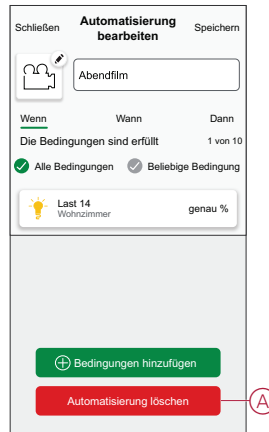 Schließen Automatisierung bearbeiten Speichern
Abendfilm
Wenn Wann Dann
Die Bedingungen sind erfüllt 1 von 10
Alle Bedingungen Beliebige Bedingung
Last 14 genau %
Wohnzimmer
Bedingungen hinzufügen
Automatisierung löschen A